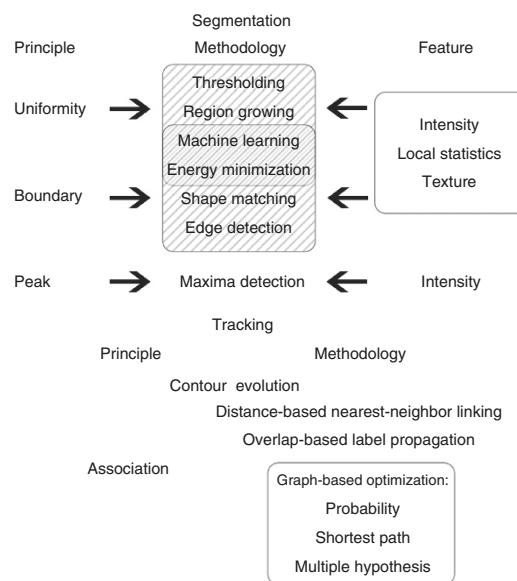 Segmentation
Principle Methodology Feature
Thresholding
Uniformity Region growing
Machine learning Intensity
Energy minimization Local statistics
Texture
Boundary Shape matching
Edge detection
Peak Maxima detection Intensity
Tracking
Principle Methodology
Contour evolution
Distance-based nearest-neighbor linking
Overlap-based label propagation
Association
Graph-based optimization:
Probability
Shortest path
Multiple hypothesis